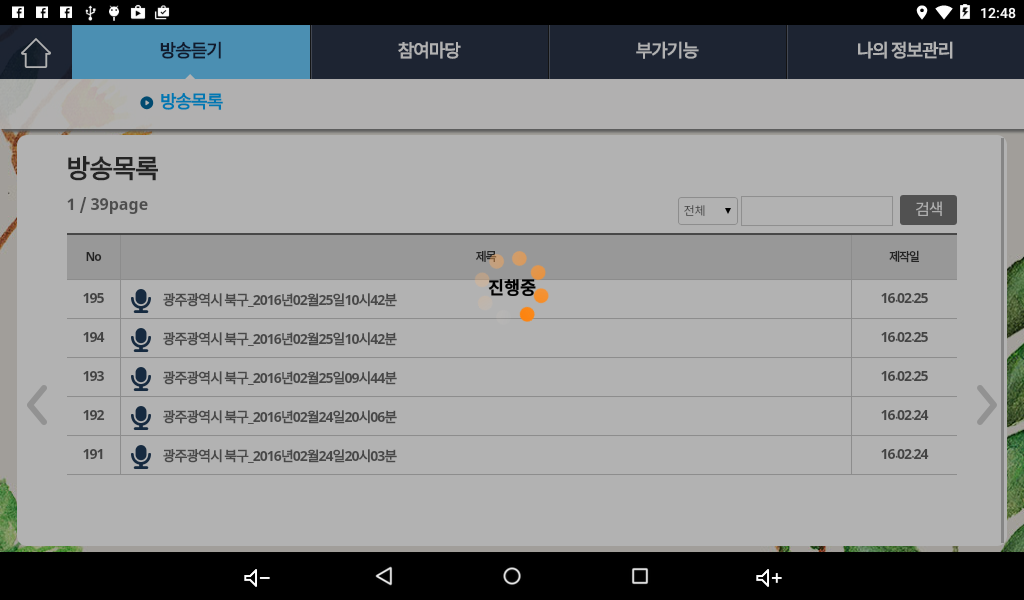 12:48
방송듣기 참여마당 부가기능 나의 정보관리
방송목록
방송목록
1 / 39page
전체 ▼ 검색
No 제목 제작일
진행중
195 광주광역시 북구_2016년02월25일10시42분 16.02.25
194 광주광역시 북구_2016년02월25일10시42분 16.02.25
193 광주광역시 북구_2016년02월25일09시44분 16.02.25
192 광주광역시 북구_2016년02월24일20시06분 16.02.24
191 광주광역시 북구_2016년02월24일20시03분 16.02.24